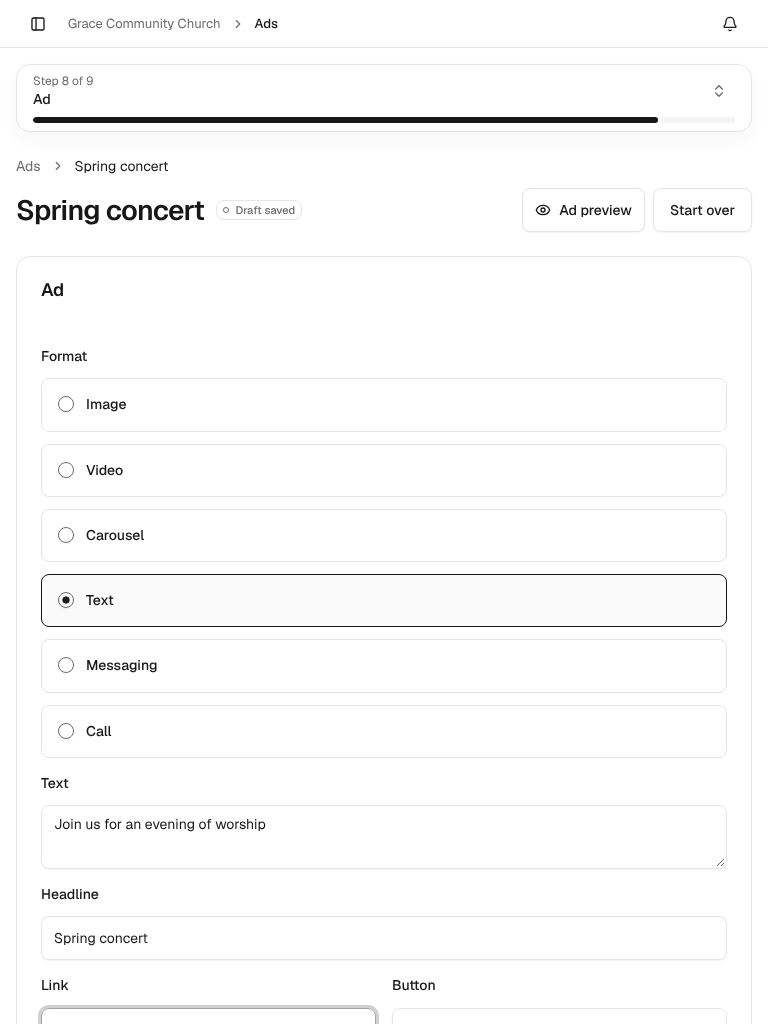 Grace Community Church > Ads
Step 8 of 9
Ad
Ads > Spring concert
Spring concert
Draft saved
Ad preview
Start over
Ad
Format
Image
Video
Carousel
Text
Messaging
Call
Text
Join us for an evening of worship
Headline
Spring concert
Link
Button